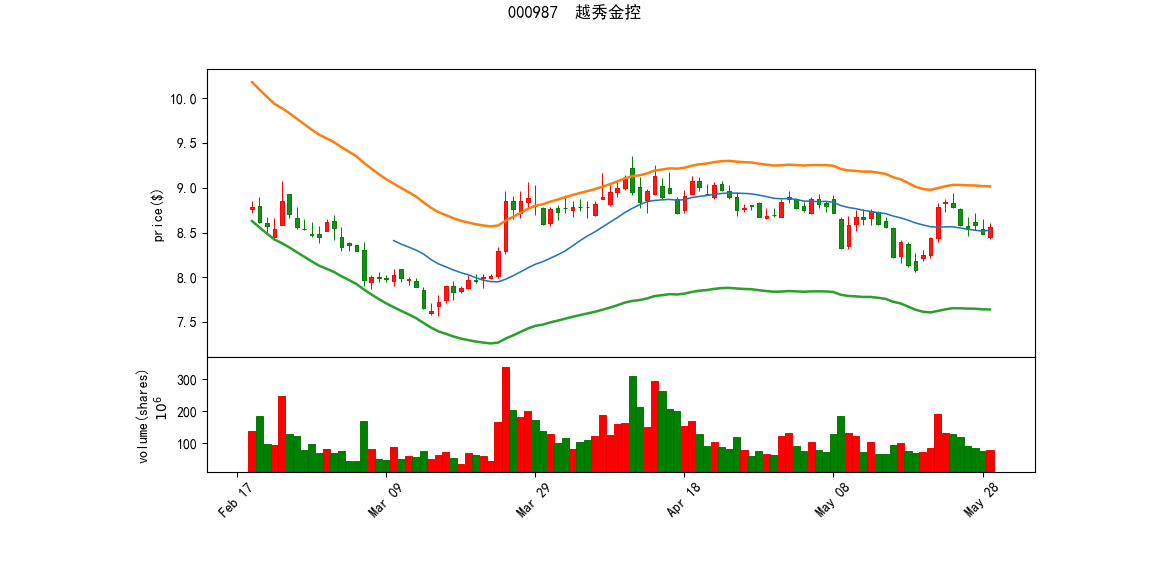 000987 越秀金控
price($)
10.0
9.5
9.0
8.5
8.0
7.5
volume(shares)
10^6
300
200
100
Feb 17
Mar 09
Mar 29
Apr 18
May 08
May 28